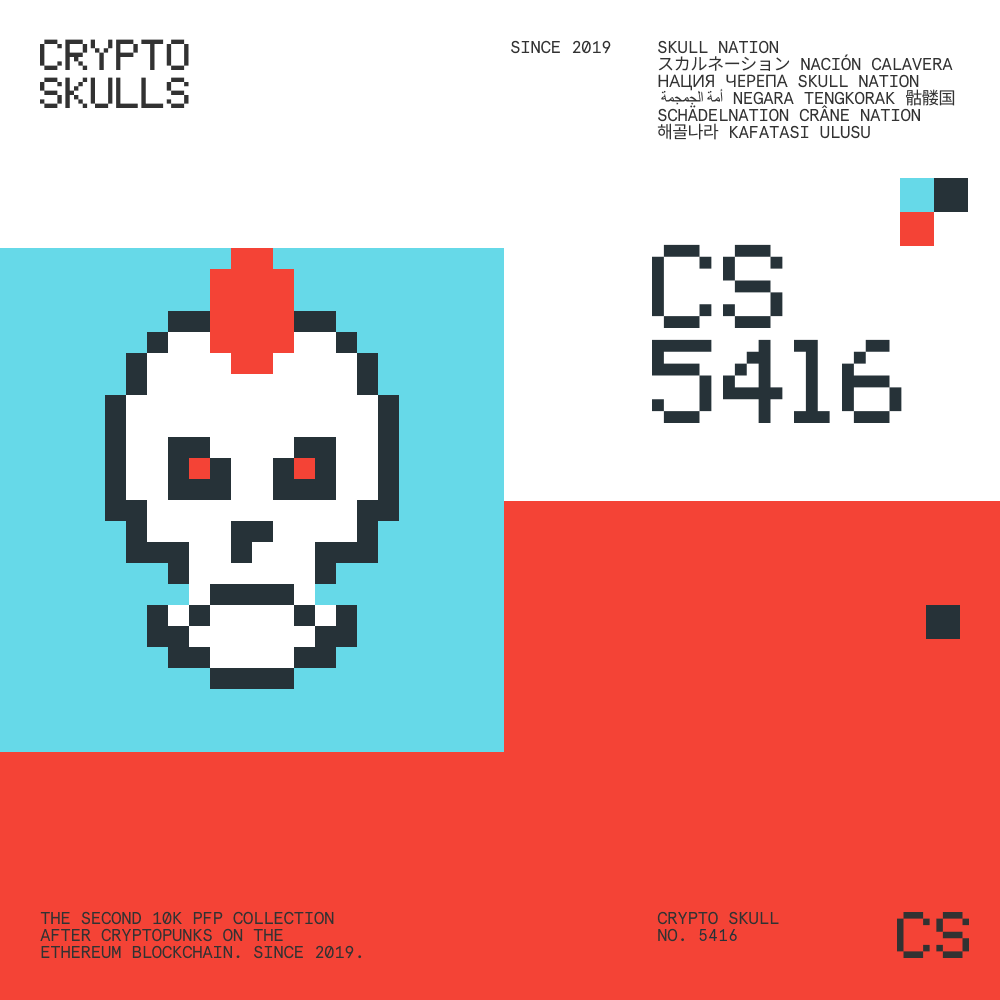 CRYPTO
SKULLS
SINCE 2019
SKULL NATION
スカルネーション NACIÓN CALAVERA
НАЦИЯ ЧЕРЕПА SKULL NATION
أمة الجمجمة NEGARA TENGKORAK 骷髅国
SCHÄDELNATION CRÂNE NATION
해골나라 KAFATASI ULUSU
CS
5416
THE SECOND 10K PFP COLLECTION
AFTER CRYPTOPUNKS ON THE
ETHEREUM BLOCKCHAIN. SINCE 2019.
CRYPTO SKULL
NO. 5416
CS